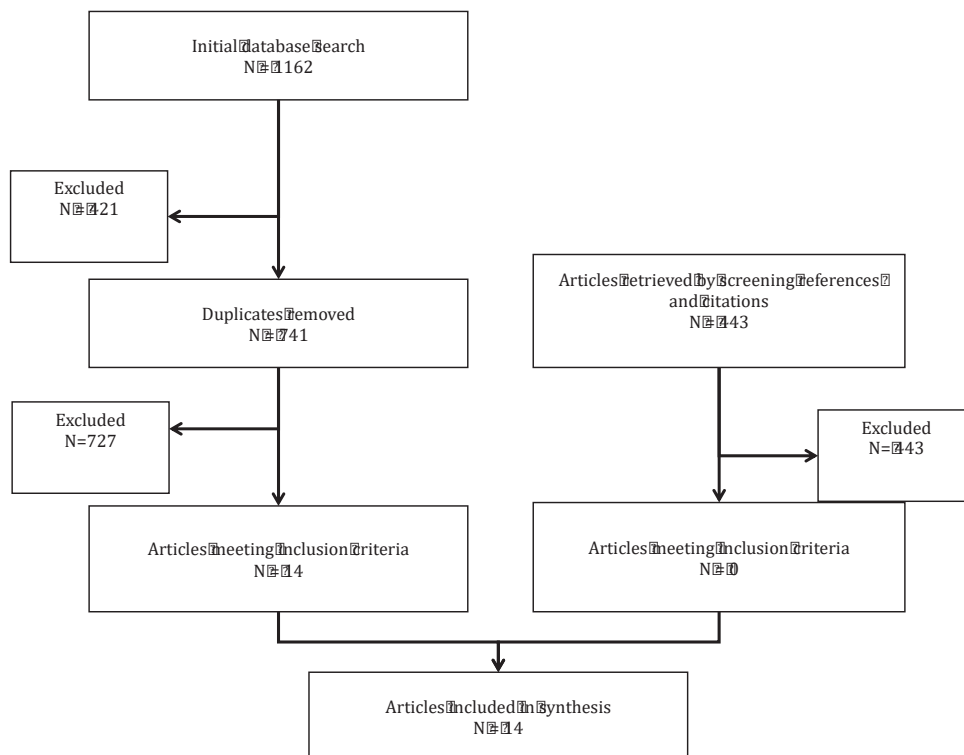 Initial database search
N = 1162
Excluded
N = 421
Duplicates removed
N = 741
Articles retrieved by screening references
and citations
N = 443
Excluded
N=727
Excluded
N= 443
Articles meeting inclusion criteria
N = 14
Articles meeting inclusion criteria
N = 0
Articles included in synthesis
N = 14